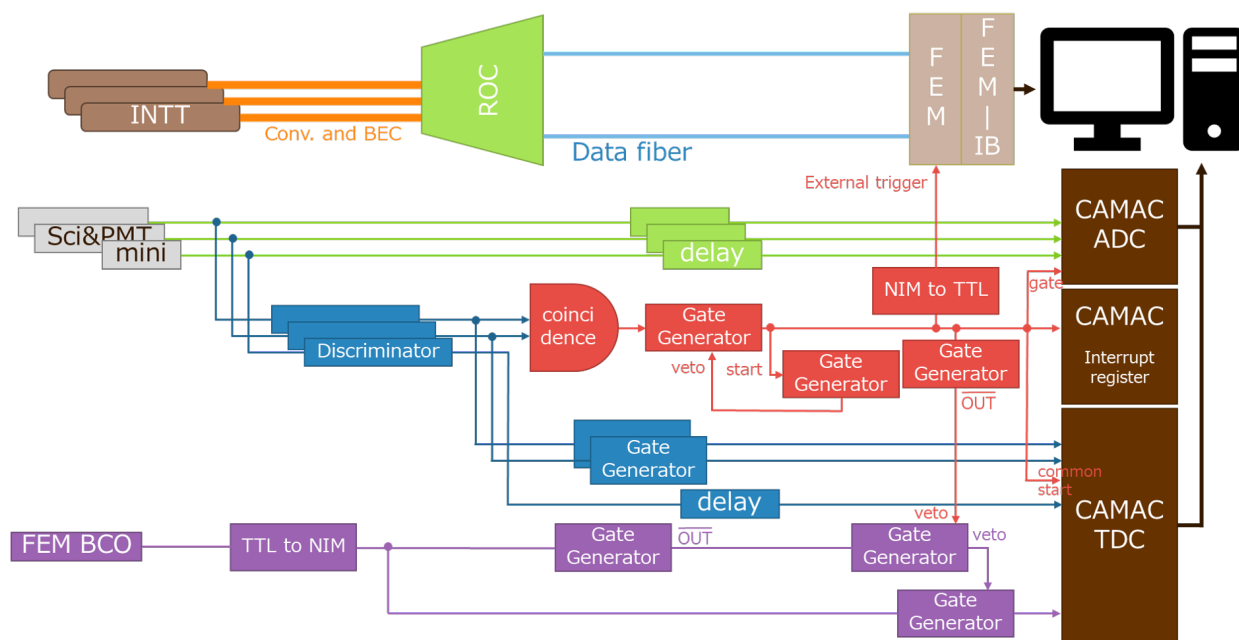 INTT
Conv. and BEC
ROC
Data fiber
FEM
FEM|IB
External trigger
Sci&PMT
mini
delay
CAMAC
ADC
gate
NIM to TTL
coinci
dence
Gate
Generator
CAMAC
Interrupt
register
Discriminator
veto
start
Gate
Generator
Gate
Generator
OUT
Gate
Generator
common
start
delay
CAMAC
TDC
veto
FEM BCO
TTL to NIM
Gate
Generator
OUT
Gate
Generator
veto
Gate
Generator